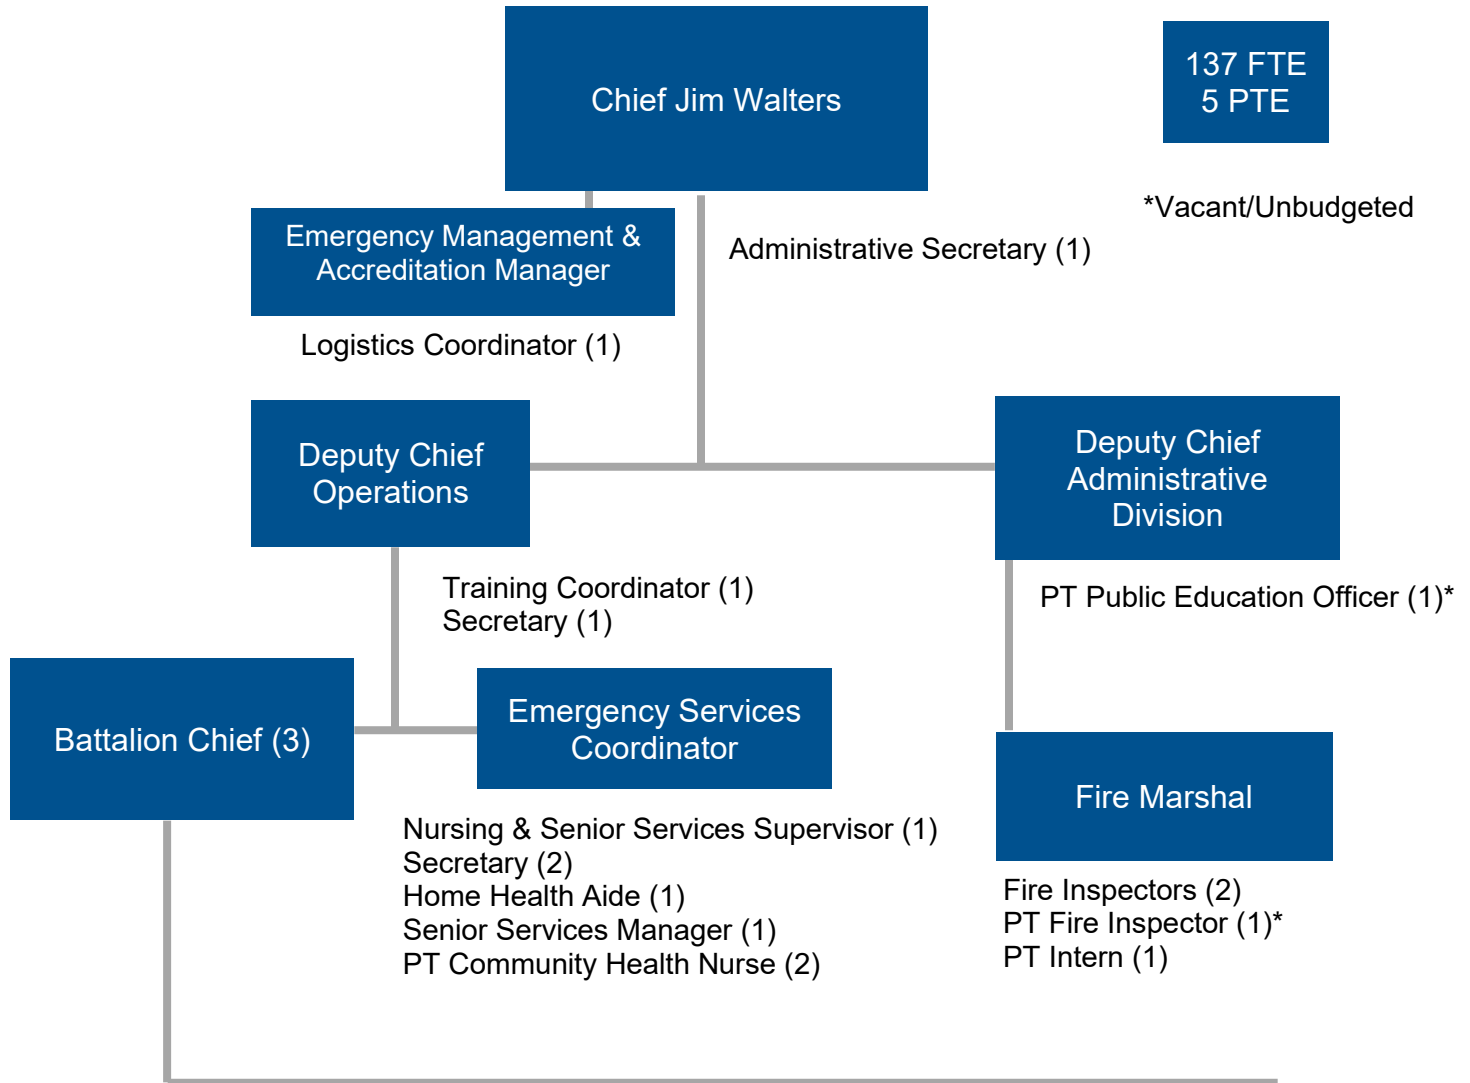 Chief Jim Walters
137 FTE
5 PTE
*Vacant/Unbudgeted
Emergency Management &
Accreditation Manager
Administrative Secretary (1)
Logistics Coordinator (1)
Deputy Chief
Operations
Deputy Chief
Administrative
Division
Training Coordinator (1)
Secretary (1)
PT Public Education Officer (1)*
Battalion Chief (3)
Emergency Services
Coordinator
Fire Marshal
Nursing & Senior Services Supervisor (1)
Secretary (2)
Home Health Aide (1)
Senior Services Manager (1)
PT Community Health Nurse (2)
Fire Inspectors (2)
PT Fire Inspector (1)*
PT Intern (1)